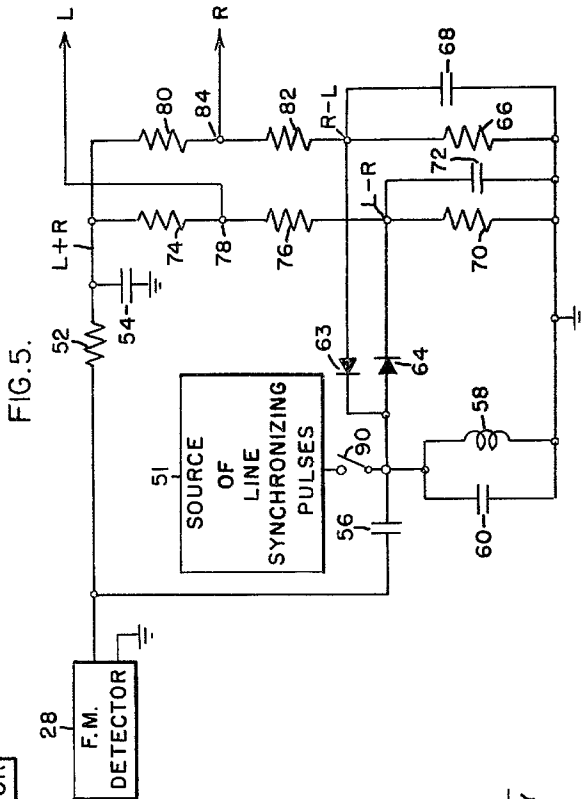 FIG.5.
28
F.M.
DETECTOR
52
54
L+R
L
R
74
78
76
80
84
82
R-L
68
66
72
L-R
70
63
64
51
SOURCE
OF
LINE
SYNCHRONIZING
PULSES
90
56
60
58
OR
Y